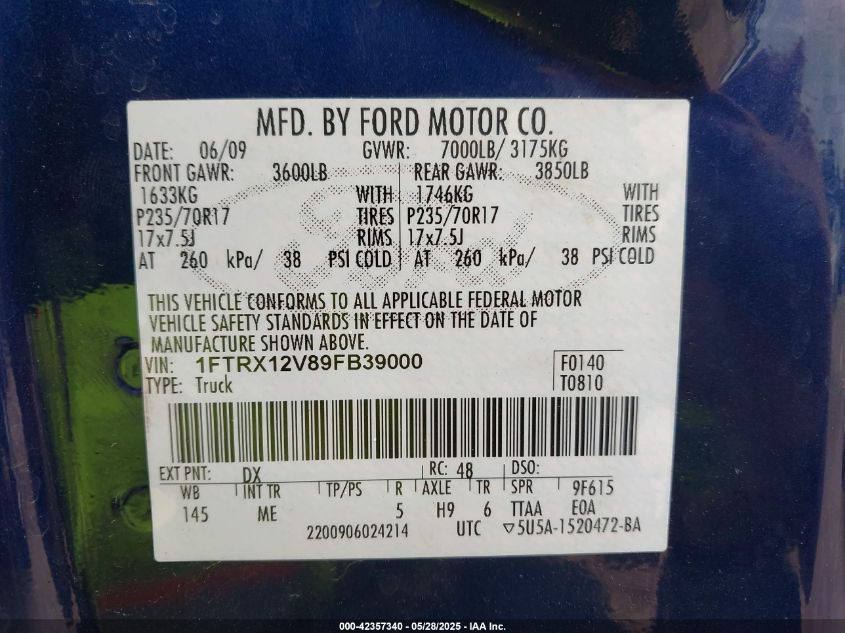 MFD. BY FORD MOTOR CO.
DATE: 06/09 GVWR: 7000LB/ 3175KG
FRONT GAWR: 3600LB REAR GAWR: 3850LB
1633KG WITH 1746KG WITH
P235/70R17 TIRES P235/70R17 TIRES
17x7.5J RIMS 17x7.5J RIMS
AT 260 kPa/ 38 PSI COLD AT 260 kPa/ 38 PSI COLD
THIS VEHICLE CONFORMS TO ALL APPLICABLE FEDERAL MOTOR
VEHICLE SAFETY STANDARDS IN EFFECT ON THE DATE OF
MANUFACTURE SHOWN ABOVE.
VIN: 1FTRX12V89FB39000 F0140
TYPE: Truck T0810
EXT PNT: DX RC: 48 DSO:
WB INT TR TP/PS R AXLE TR SPR 9F615
145 ME 5 H9 6 TTAA E0A
2200906024214 UTC ▽5U5A-1520472-BA
000-42357340 - 05/28/2025 - IAA Inc.